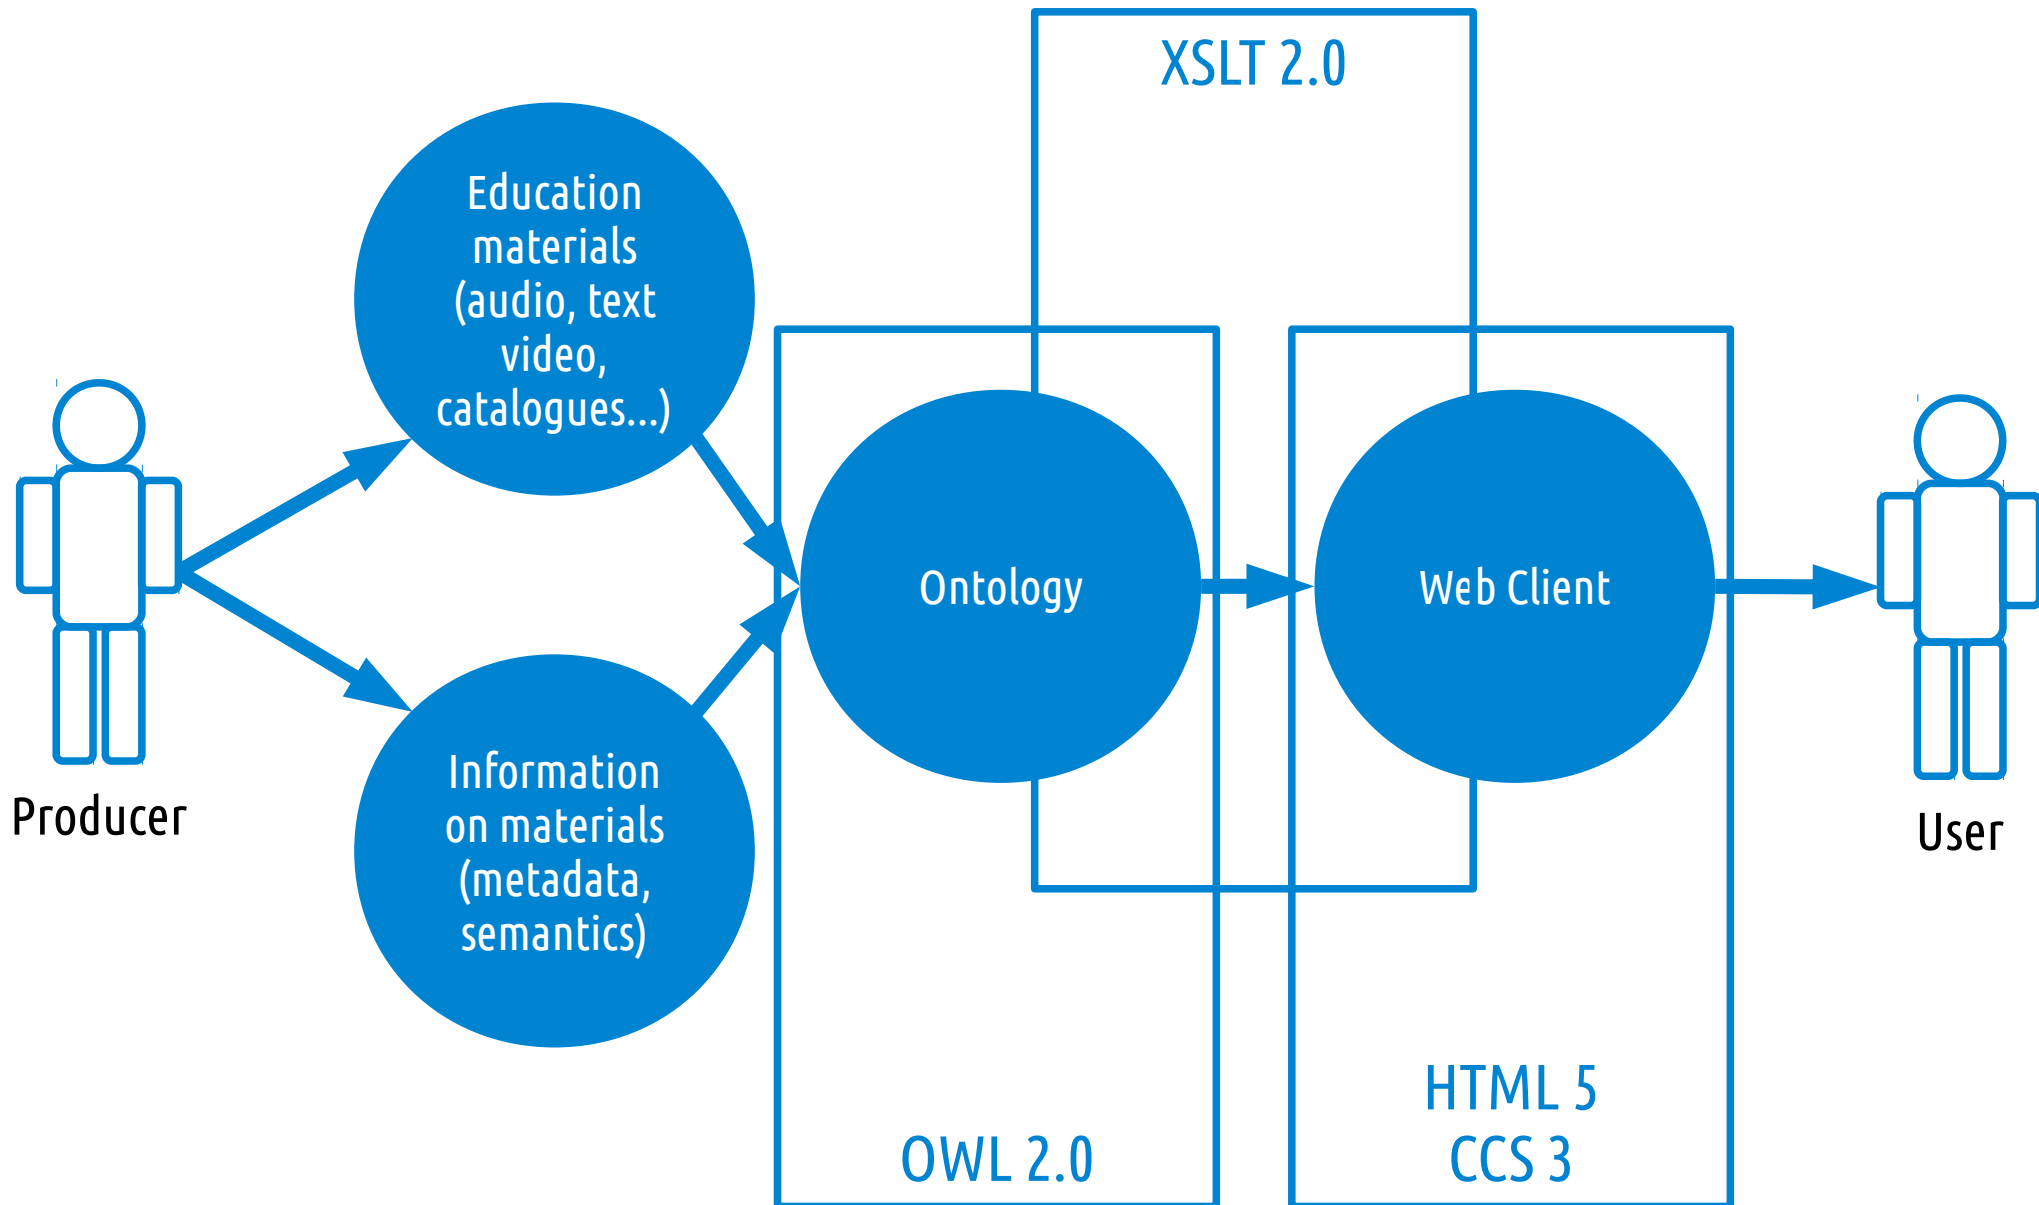 XSLT 2.0
Education
materials
(audio, text
video,
catalogues...)
Ontology
Web Client
Information
on materials
(metadata,
semantics)
Producer
User
OWL 2.0
HTML 5
CCS 3